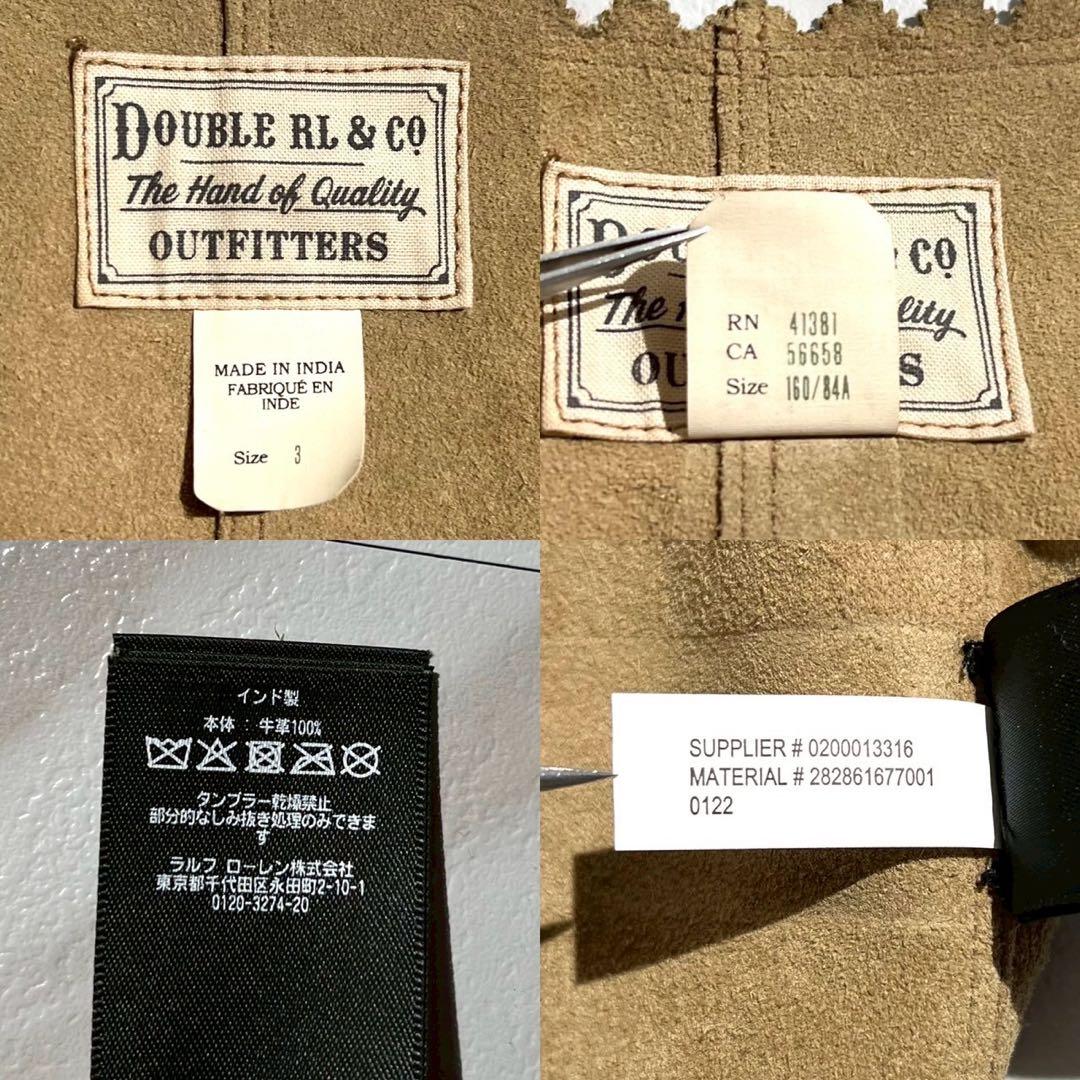 DOUBLE RL & CO
The Hand of Quality
OUTFITTERS
MADE IN INDIA
FABRIQUÉ EN
INDE
Size 3
CO
The
lity
OU
S
RN 41381
CA 56658
Size 160/84A
インド製
本体 : 牛革100%
タンブラー乾燥禁止
部分的なしみ抜き処理のみできま
す
ラルフ ローレン株式会社
東京都千代田区永田町2-10-1
0120-3274-20
SUPPLIER # 0200013316
MATERIAL # 282861677001
0122